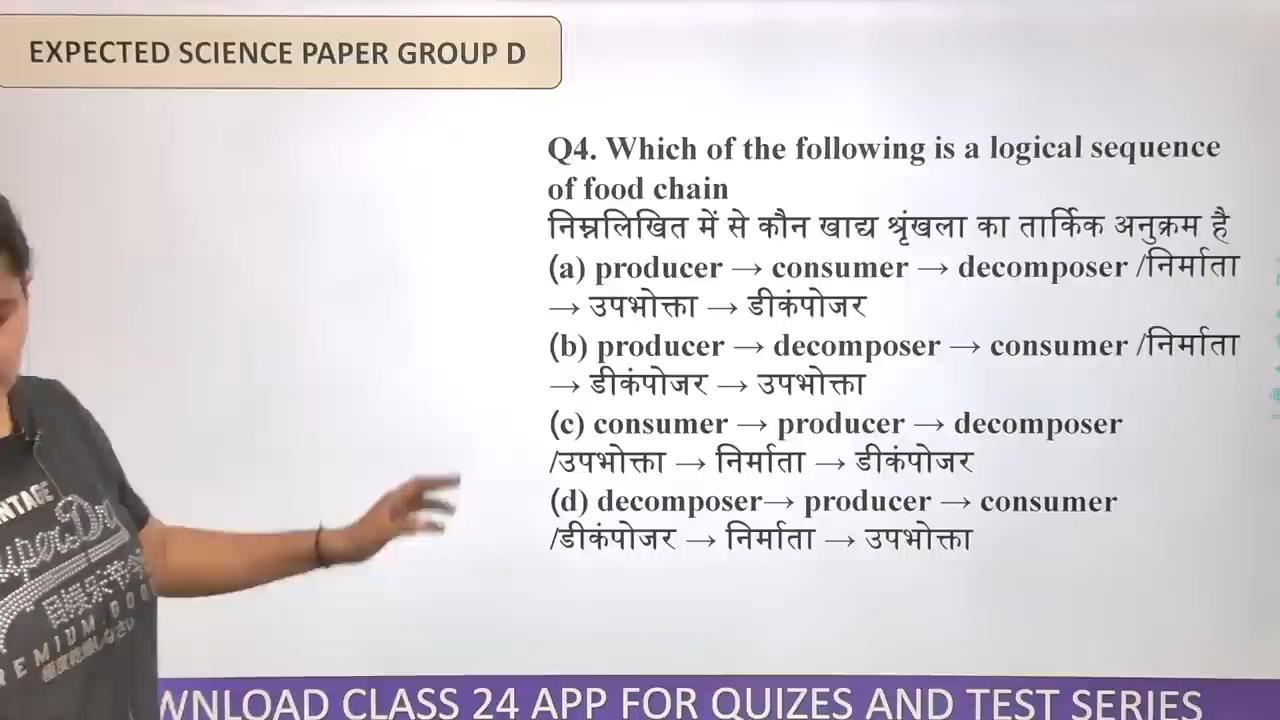 EXPECTED SCIENCE PAPER GROUP D
Q4. Which of the following is a logical sequence
of food chain
निम्नलिखित में से कौन खाद्य श्रृंखला का तार्किक अनुक्रम है
(a) producer → consumer → decomposer /निर्माता
→ उपभोक्ता → डीकंपोजर
(b) producer → decomposer → consumer /निर्माता
→ डीकंपोजर → उपभोक्ता
(c) consumer → producer → decomposer
/उपभोक्ता → निर्माता → डीकंपोजर
(d) decomposer→ producer → consumer
/डीकंपोजर → निर्माता → उपभोक्ता
WNLOAD CLASS 24 APP FOR QUIZES AND TEST SERIES